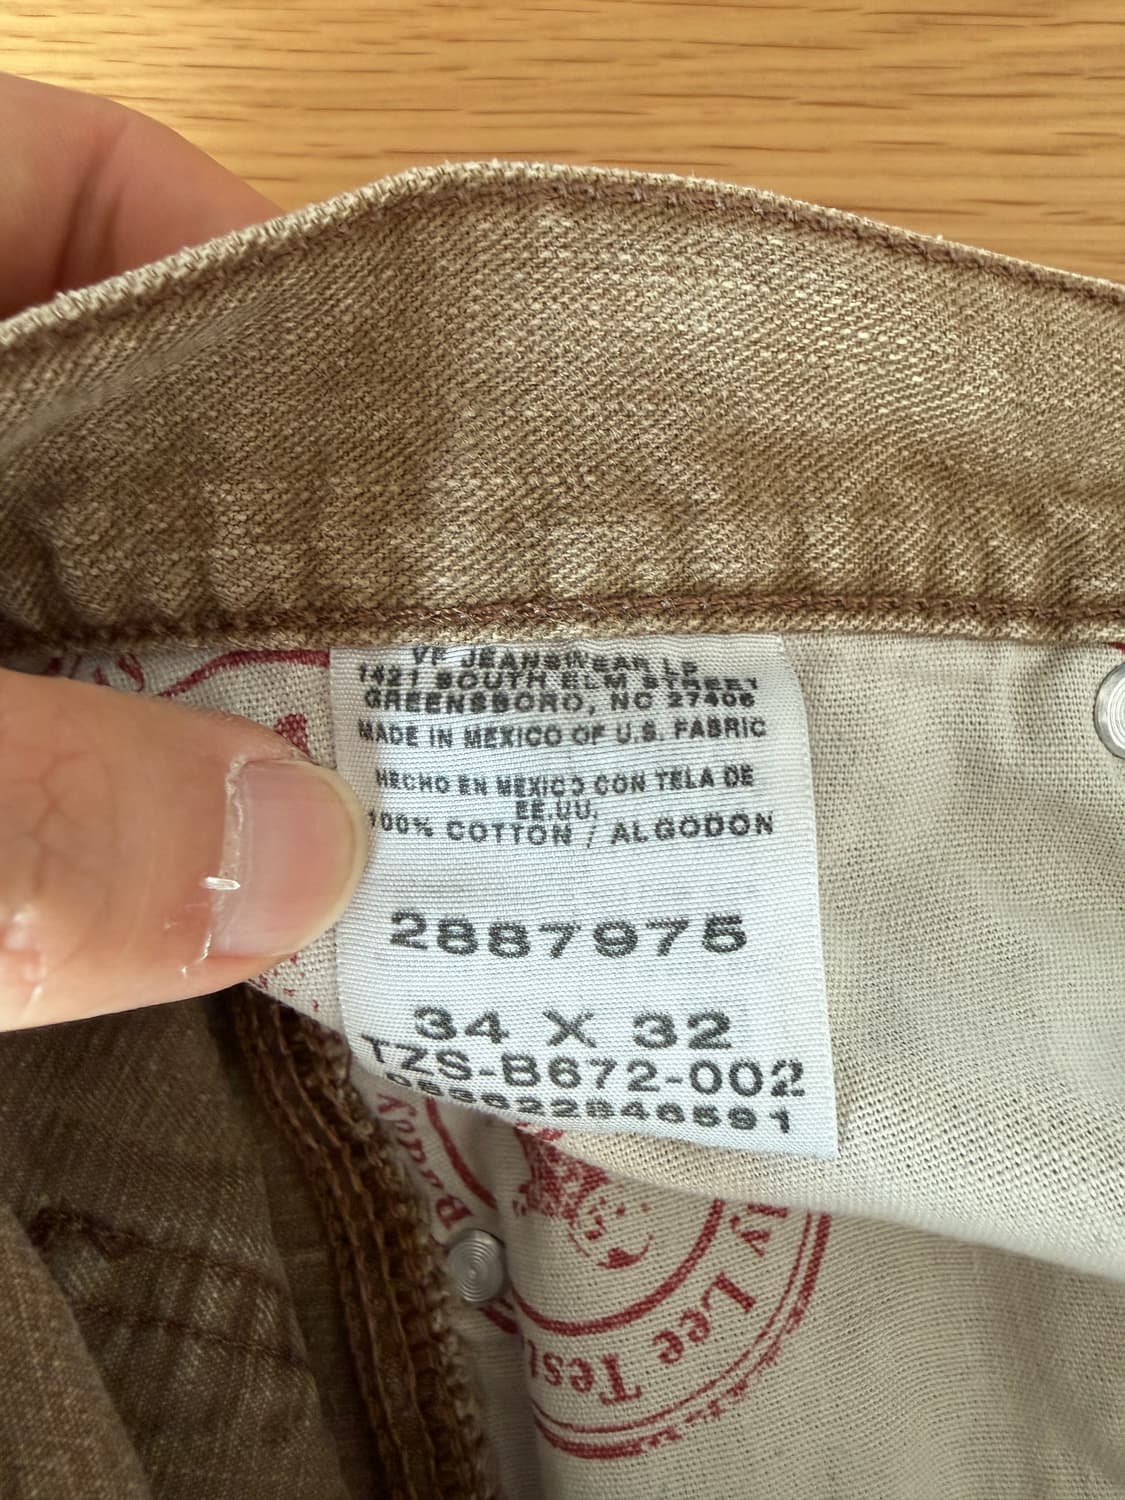 VF JEANSWEAR LP
1421 SOUTH ELM STREET
GREENSBORO, NC 27406
MADE IN MEXICO OF U.S. FABRIC
HECHO EN MEXICO CON TELA DE
EE.UU.
100% COTTON / ALGODON
2887975
34 X 32
TZS-B672-002
Lee Test